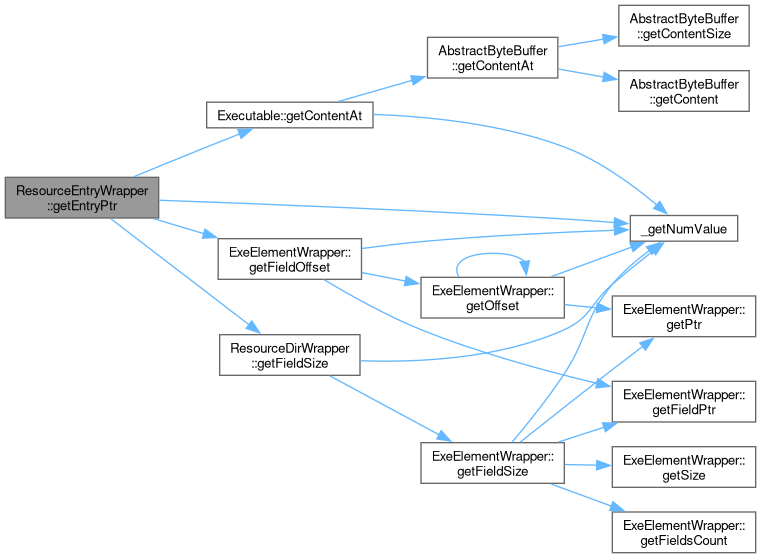 ResourceEntryWrapper
::getEntryPtr
Executable::getContentAt
AbstractByteBuffer
::getContentAt
AbstractByteBuffer
::getContentSize
AbstractByteBuffer
::getContent
_getNumValue
ExeElementWrapper::
getFieldOffset
ExeElementWrapper::
getOffset
ExeElementWrapper::
getPtr
ExeElementWrapper::
getFieldPtr
ResourceDirWrapper
::getFieldSize
ExeElementWrapper::
getFieldSize
ExeElementWrapper::
getSize
ExeElementWrapper::
getFieldsCount